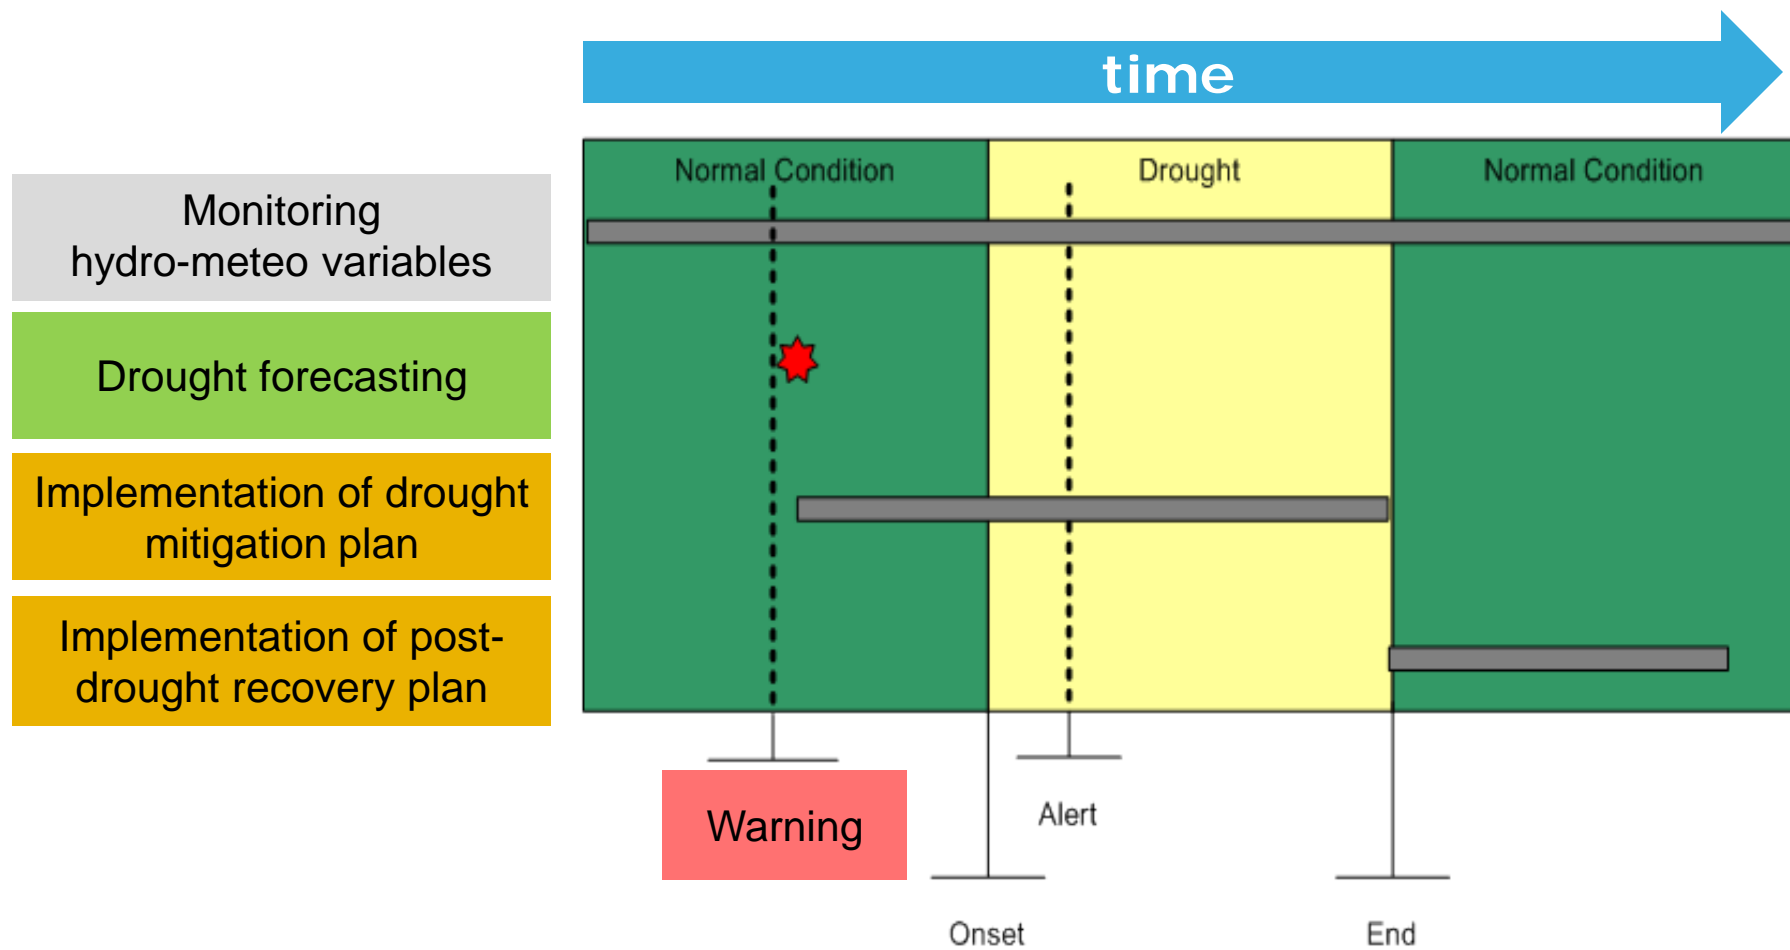 time
Normal Condition
Drought
Normal Condition
Monitoring
hydro-meteo variables
Drought forecasting
Implementation of drought
mitigation plan
Implementation of post-
drought recovery plan
Warning
Alert
Onset
End